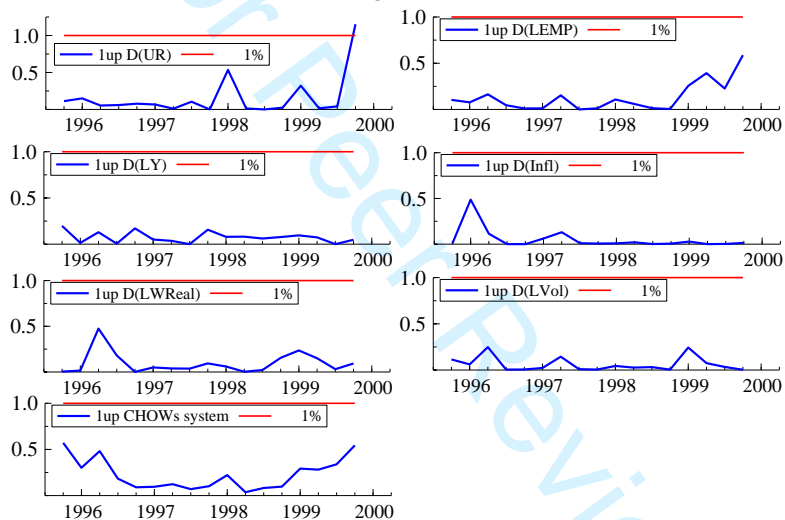 1.0
0.5
1up D(UR) 1%
1996 1997 1998 1999 2000
1.0
0.5
1up D(LEMP) 1%
1996 1997 1998 1999 2000
1.0
0.5
1up D(LY) 1%
1996 1997 1998 1999 2000
1.0
0.5
1up D(Infl) 1%
1996 1997 1998 1999 2000
1.0
0.5
1up D(LWReal) 1%
1996 1997 1998 1999 2000
1.0
0.5
1up D(LVol) 1%
1996 1997 1998 1999 2000
1.0
0.5
1up CHOWs system 1%
1996 1997 1998 1999 2000
or Peer Review